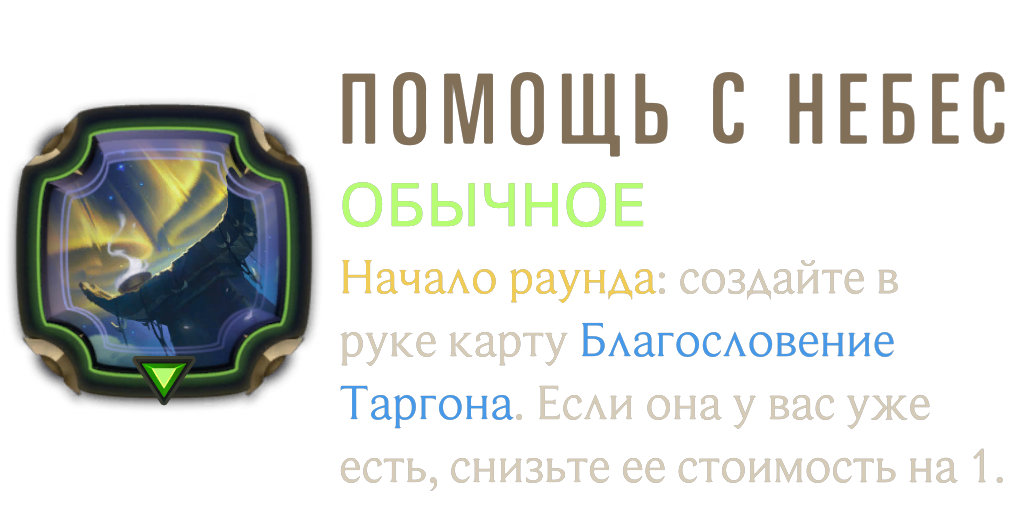 ПОМОЩЬ С НЕБЕС
ОБЫЧНОЕ
Начало раунда: создайте в
руке карту Благословение
Таргона. Если она у вас уже
есть, снизьте ее стоимость на 1.